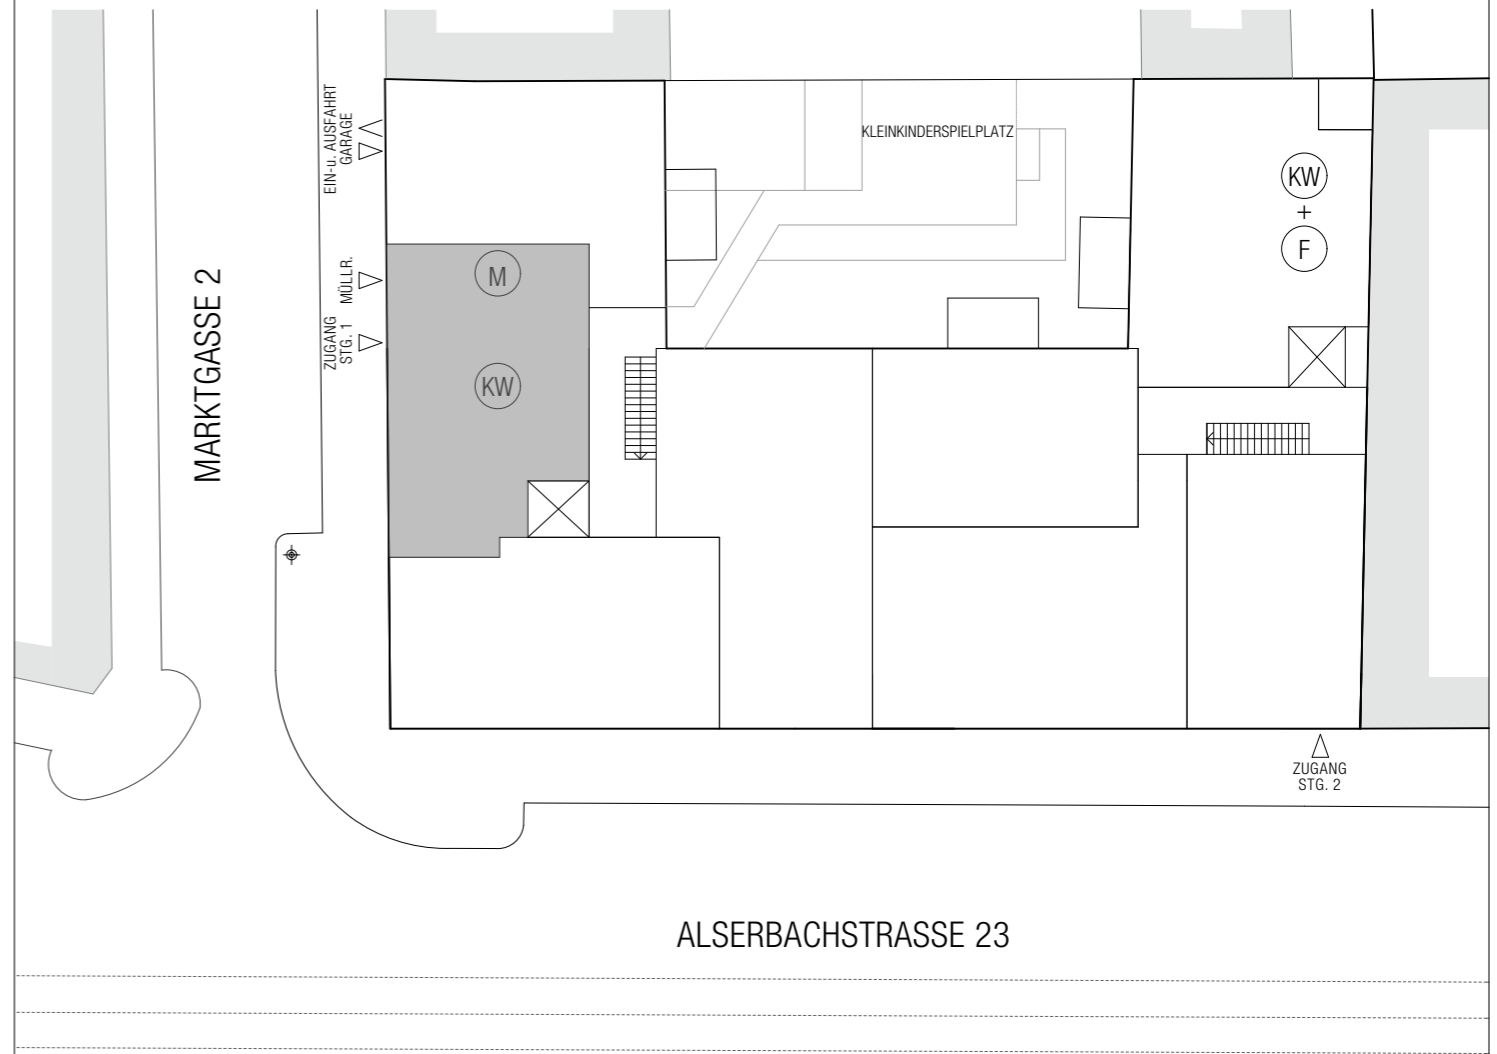 EIN-u. AUSFAHRT
GARAGE
KLEINKINDERSPIELPLATZ
KW
+
F
MÜLLR.
M
MARKTGASSE 2
ZUGANG
STG. 1
KW
ZUGANG
STG. 2
ALSERBACHSTRASSE 23